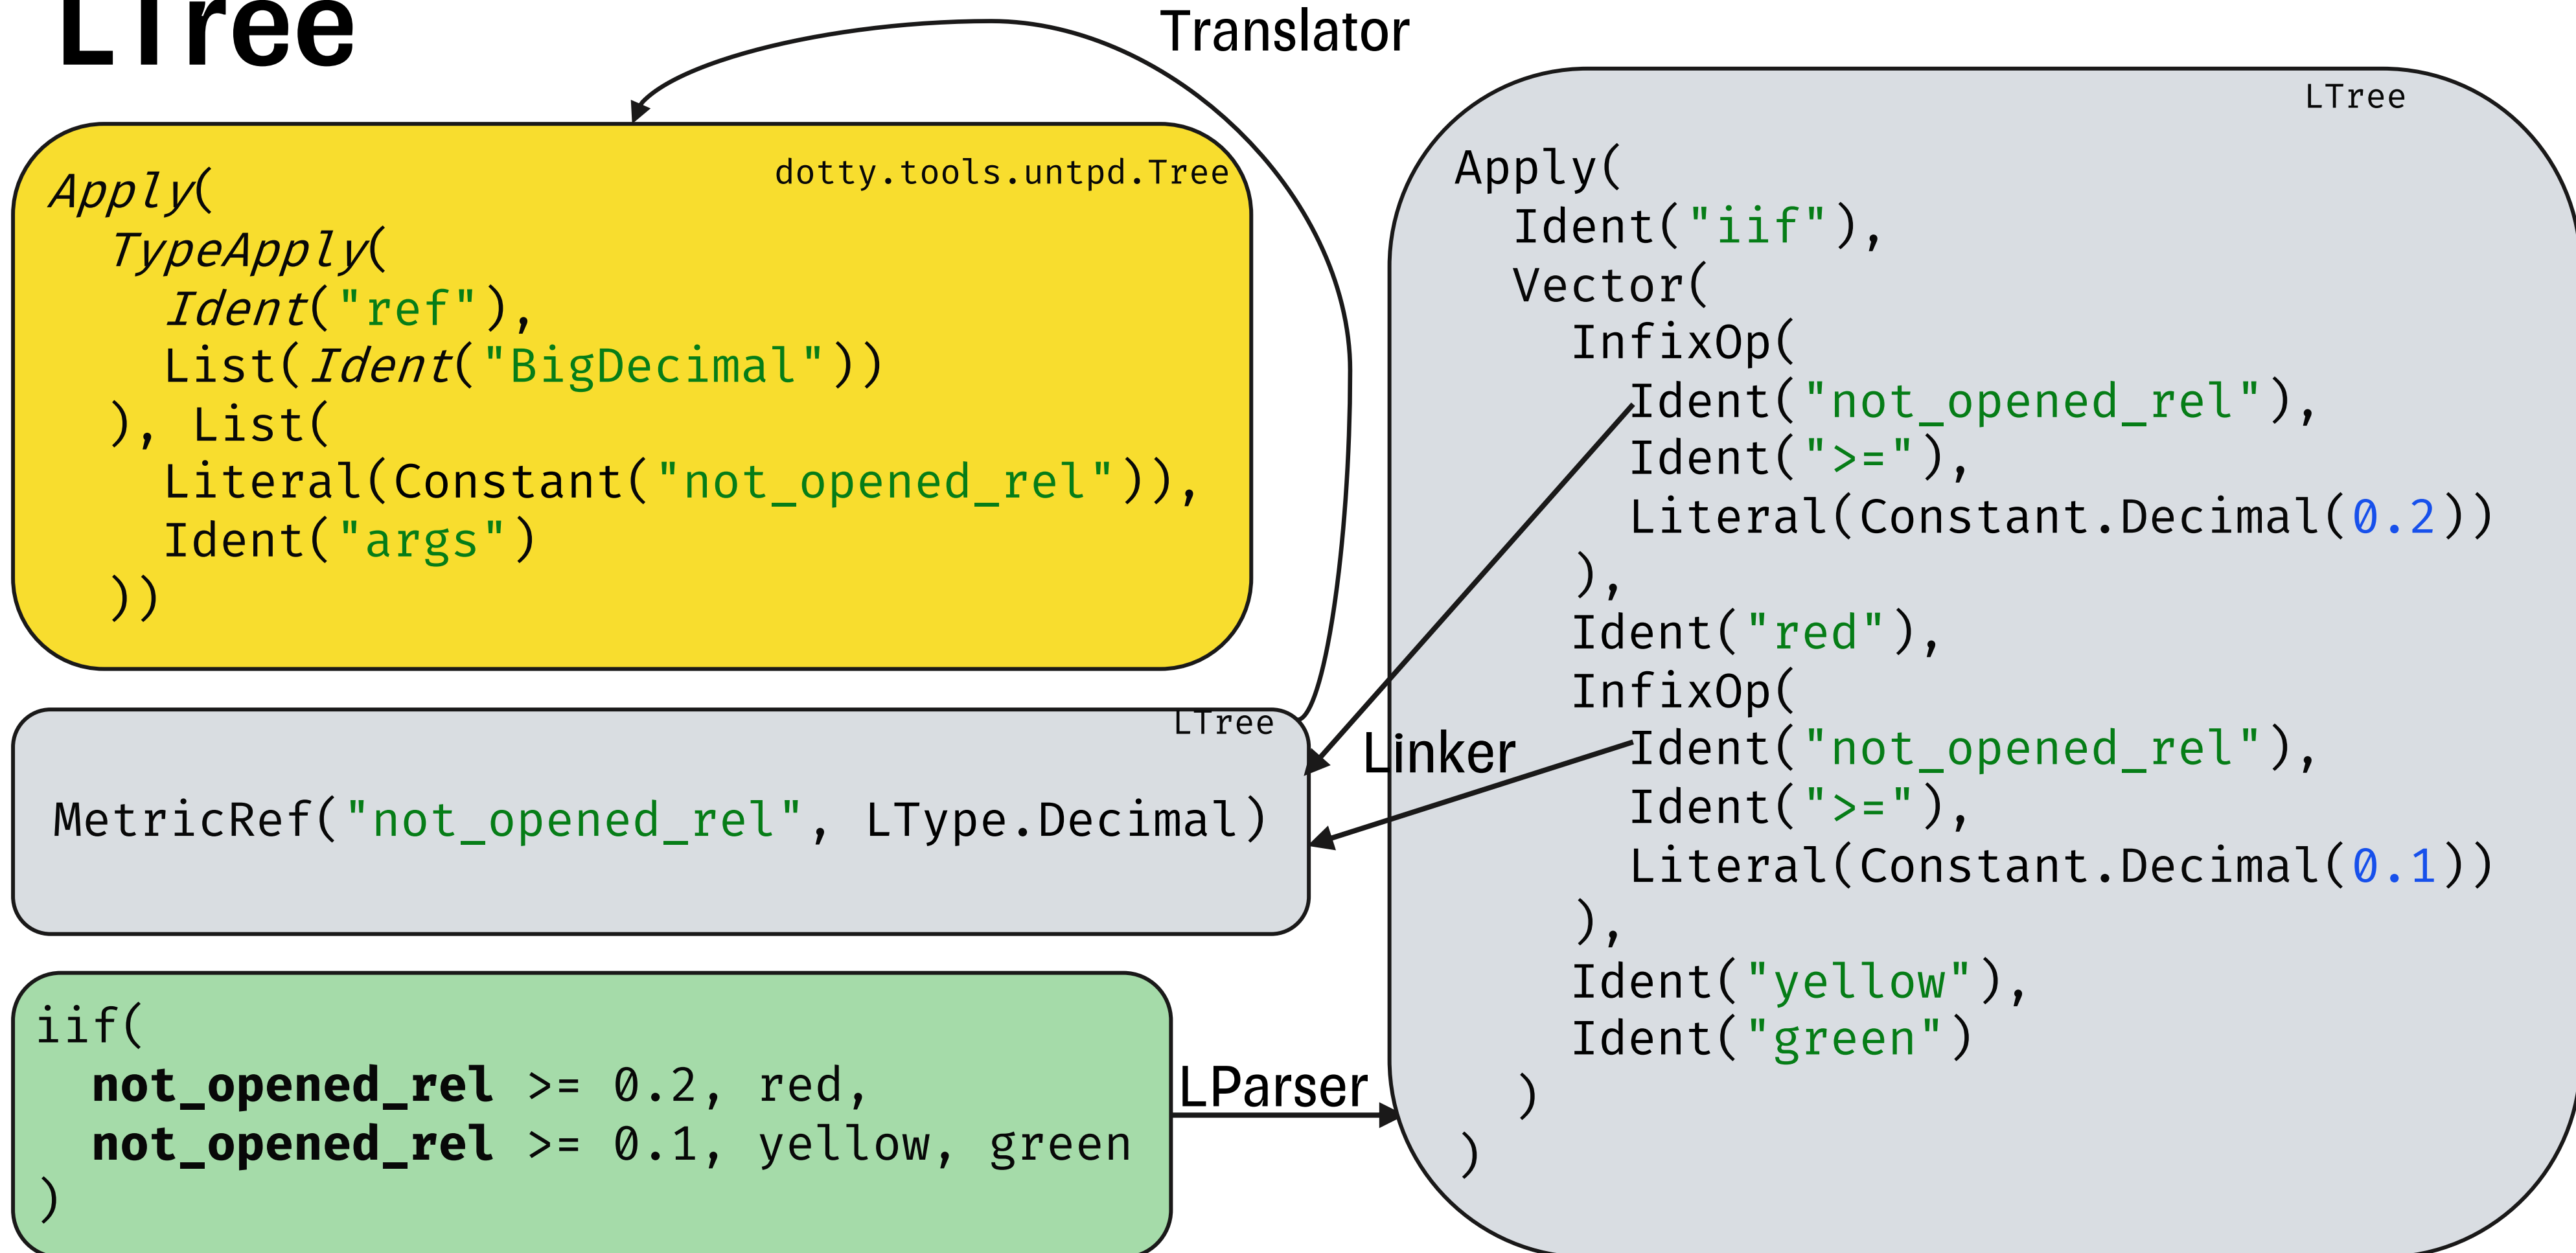 LTree
Translator
dotty.tools.untpd.Tree
Apply(
TypeApply(
Ident("ref"),
List(Ident("BigDecimal"))
), List(
Literal(Constant("not_opened_rel")),
Ident("args")
))
LTree
MetricRef("not_opened_rel", LType.Decimal)
iif(
not_opened_rel >= 0.2, red,
not_opened_rel >= 0.1, yellow, green
)
LParser
Linker
LTree
Apply(
Ident("iif"),
Vector(
InfixOp(
Ident("not_opened_rel"),
Ident(">="),
Literal(Constant.Decimal(0.2))
),
Ident("red"),
InfixOp(
Ident("not_opened_rel"),
Ident(">="),
Literal(Constant.Decimal(0.1))
),
Ident("yellow"),
Ident("green")
)
)